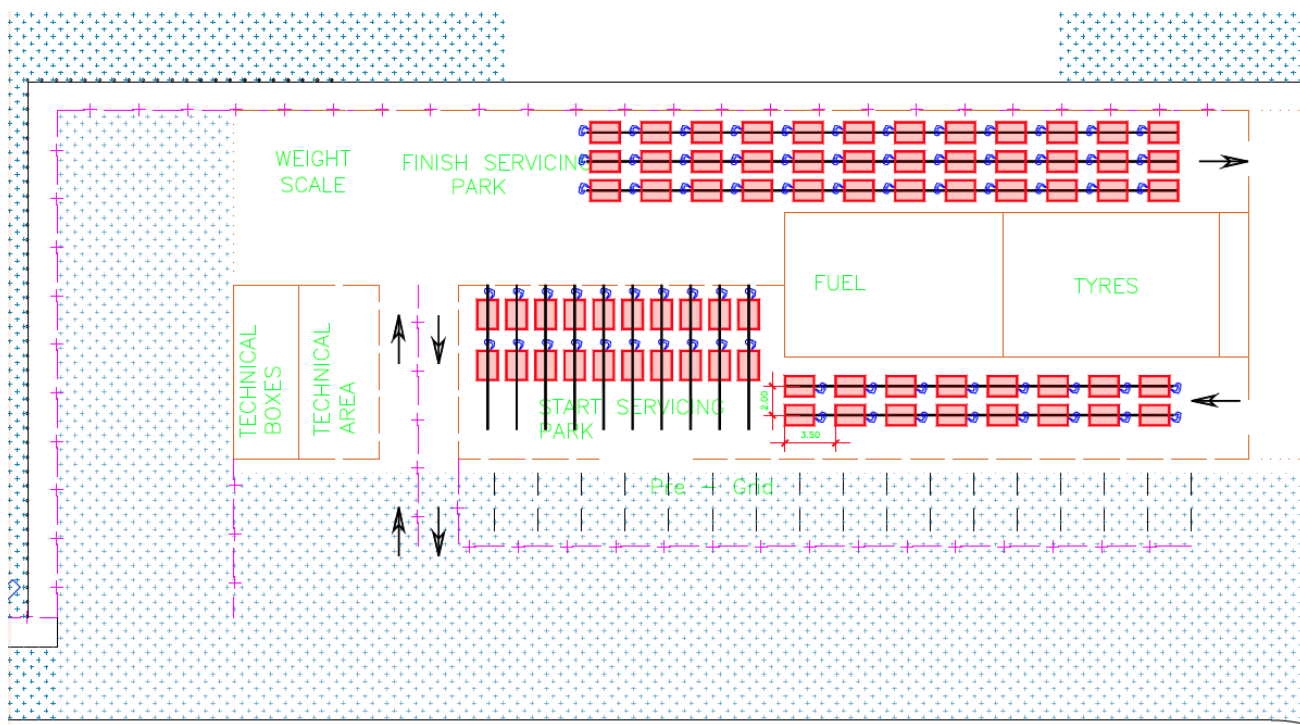 WEIGHT
SCALE
FINISH SERVICING
PARK
FUEL
TYRES
TECHNICAL
BOXES
TECHNICAL
AREA
START SERVICING
PARK
2.00
3.50
Pre - Grid